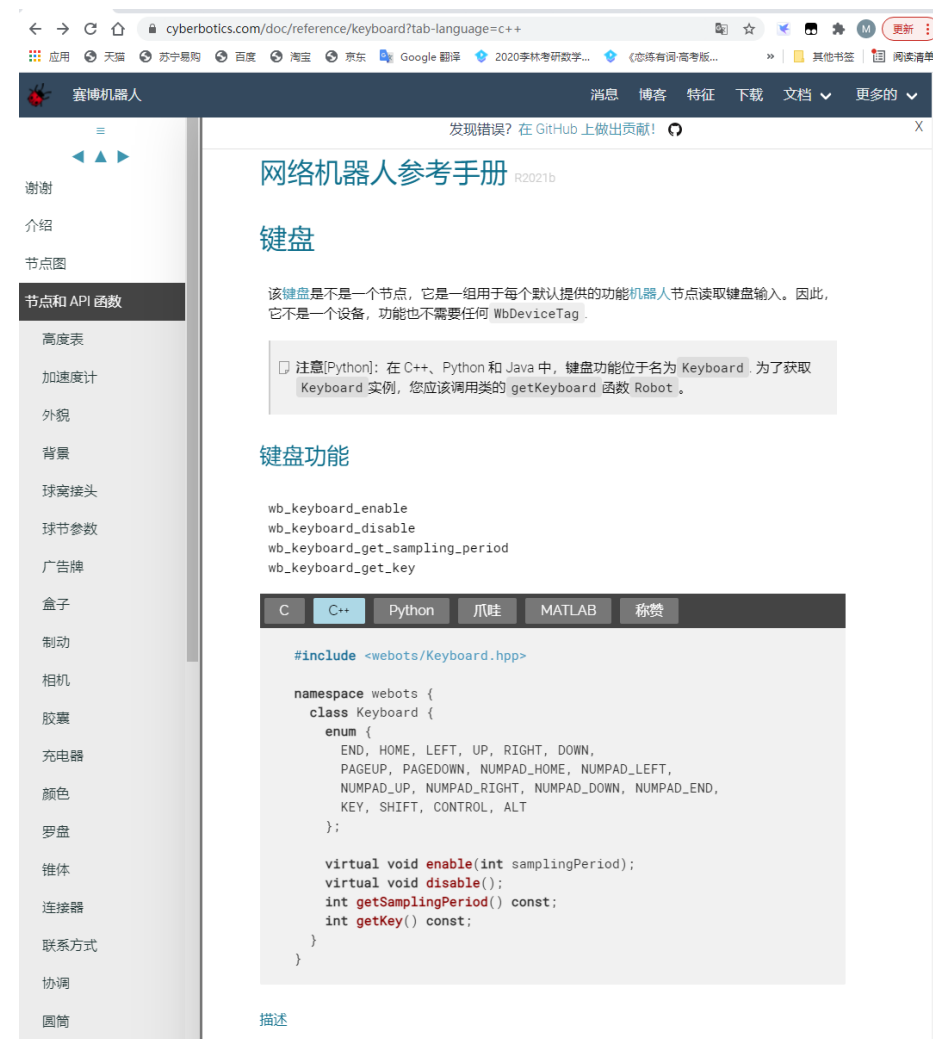 cyberbotics.com/doc/reference/keyboard?tab-language=c++
M
更新
应用 天猫 苏宁易购 百度 淘宝 京东 Google 翻译 2020李林考研数学... 《恋练有词·高考版... » 其他书签 阅读清单
赛博机器人 消息 博客 特征 下载 文档 更多的
发现错误？在 GitHub 上做出贡献！ X
谢谢
介绍
节点图
节点和 API 函数
高度表
加速度计
外貌
背景
球窝接头
球节参数
广告牌
盒子
制动
相机
胶囊
充电器
颜色
罗盘
锥体
连接器
联系方式
协调
圆筒
网络机器人参考手册 R2021b
键盘
该键盘是不是一个节点，它是一组用于每个默认提供的功能机器人节点读取键盘输入。因此，
它不是一个设备，功能也不需要任何 WbDeviceTag .
注意[Python]：在 C++、Python 和 Java 中，键盘功能位于名为 Keyboard . 为了获取
Keyboard 实例，您应该调用类的 getKeyboard 函数 Robot 。
键盘功能
wb_keyboard_enable
wb_keyboard_disable
wb_keyboard_get_sampling_period
wb_keyboard_get_key
C C++ Python 爪哇 MATLAB 称赞
#include <webots/Keyboard.hpp>
namespace webots {
class Keyboard {
enum {
END, HOME, LEFT, UP, RIGHT, DOWN,
PAGEUP, PAGEDOWN, NUMPAD_HOME, NUMPAD_LEFT,
NUMPAD_UP, NUMPAD_RIGHT, NUMPAD_DOWN, NUMPAD_END,
KEY, SHIFT, CONTROL, ALT
};
virtual void enable(int samplingPeriod);
virtual void disable();
int getSamplingPeriod() const;
int getKey() const;
}
}
描述